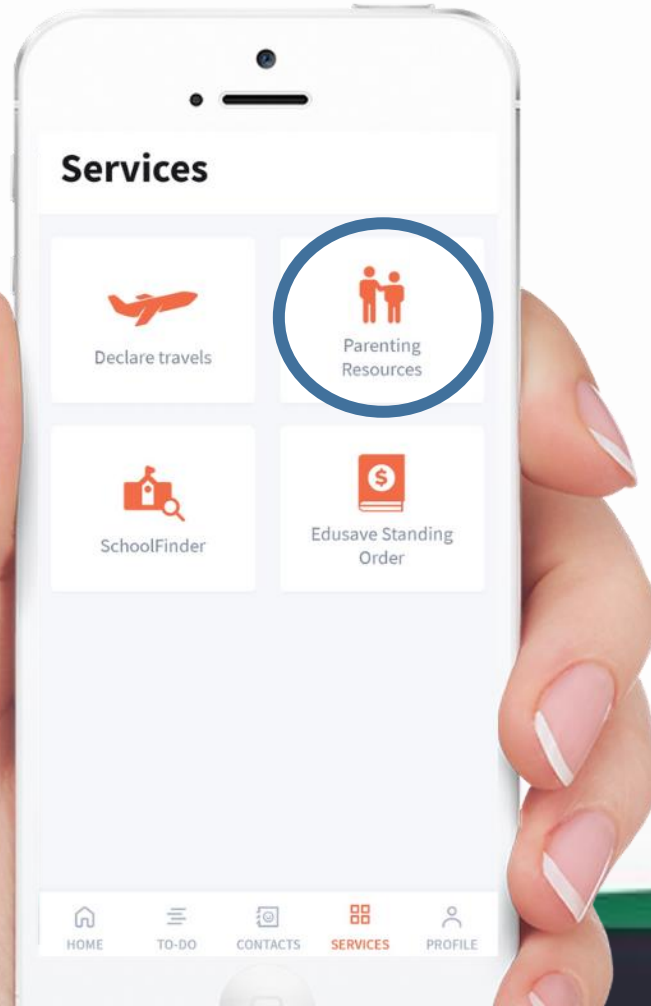 Services
Declare travels
Parenting
Resources
SchoolFinder
Edusave Standing
Order
HOME
TO-DO
CONTACTS
SERVICES
PROFILE